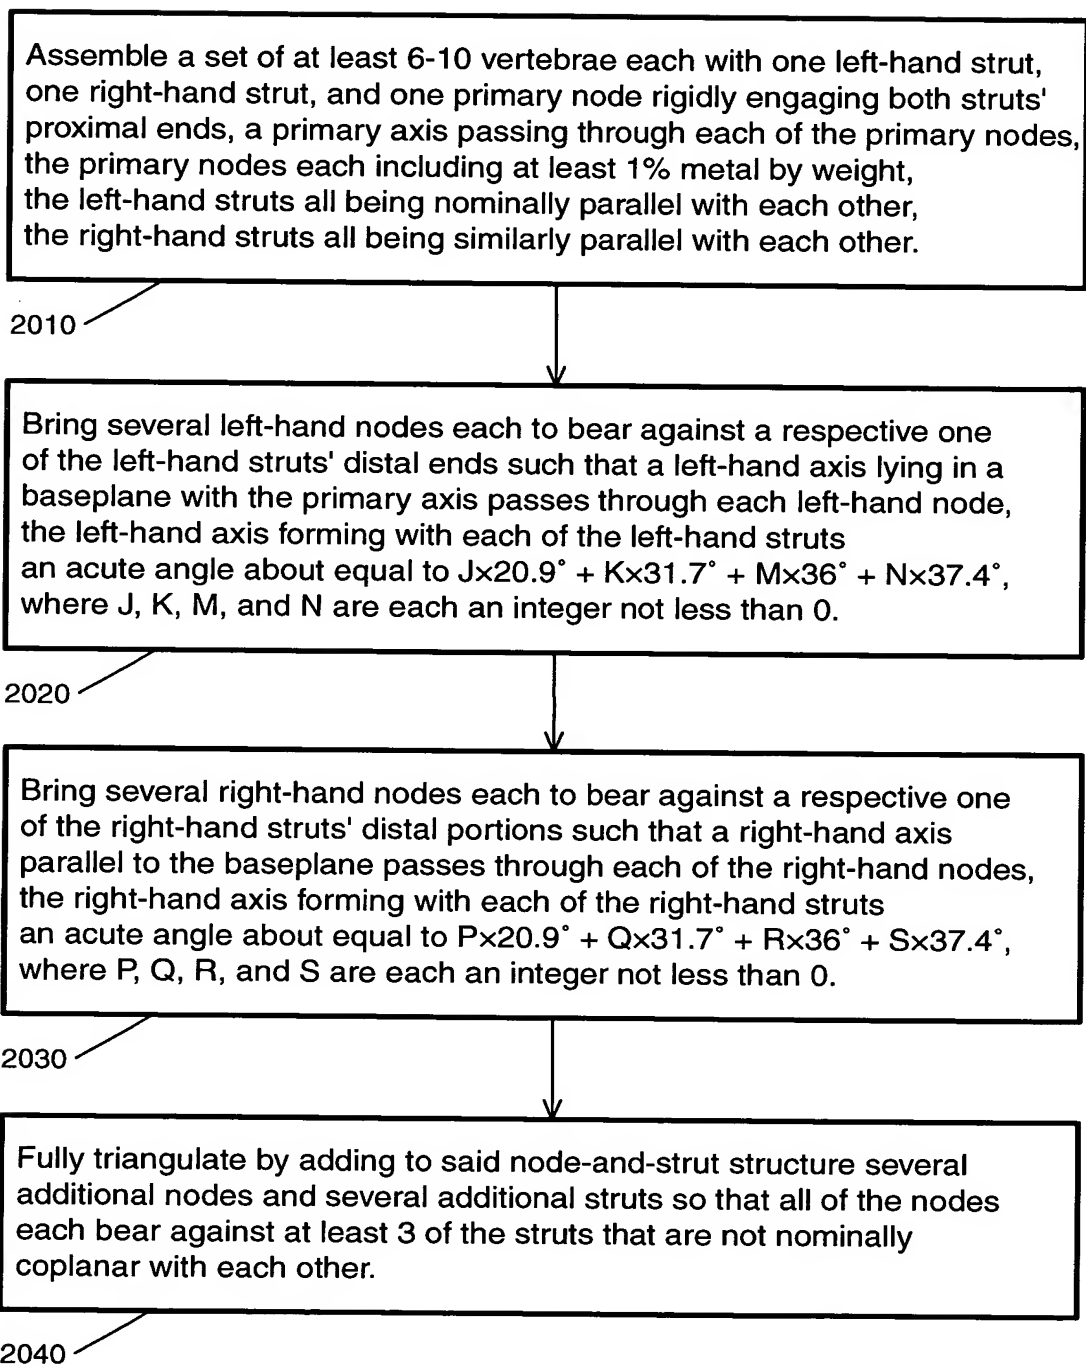 Assemble a set of at least 6-10 vertebrae each with one left-hand strut,
one right-hand strut, and one primary node rigidly engaging both struts'
proximal ends, a primary axis passing through each of the primary nodes,
the primary nodes each including at least 1% metal by weight,
the left-hand struts all being nominally parallel with each other,
the right-hand struts all being similarly parallel with each other.
2010
Bring several left-hand nodes each to bear against a respective one
of the left-hand struts' distal ends such that a left-hand axis lying in a
baseplane with the primary axis passes through each left-hand node,
the left-hand axis forming with each of the left-hand struts
an acute angle about equal to Jx20.9° + Kx31.7° + Mx36° + Nx37.4°,
where J, K, M, and N are each an integer not less than 0.
2020
Bring several right-hand nodes each to bear against a respective one
of the right-hand struts' distal portions such that a right-hand axis
parallel to the baseplane passes through each of the right-hand nodes,
the right-hand axis forming with each of the right-hand struts
an acute angle about equal to Px20.9° + Qx31.7° + Rx36° + Sx37.4°,
where P, Q, R, and S are each an integer not less than 0.
2030
Fully triangulate by adding to said node-and-strut structure several
additional nodes and several additional struts so that all of the nodes
each bear against at least 3 of the struts that are not nominally
coplanar with each other.
2040